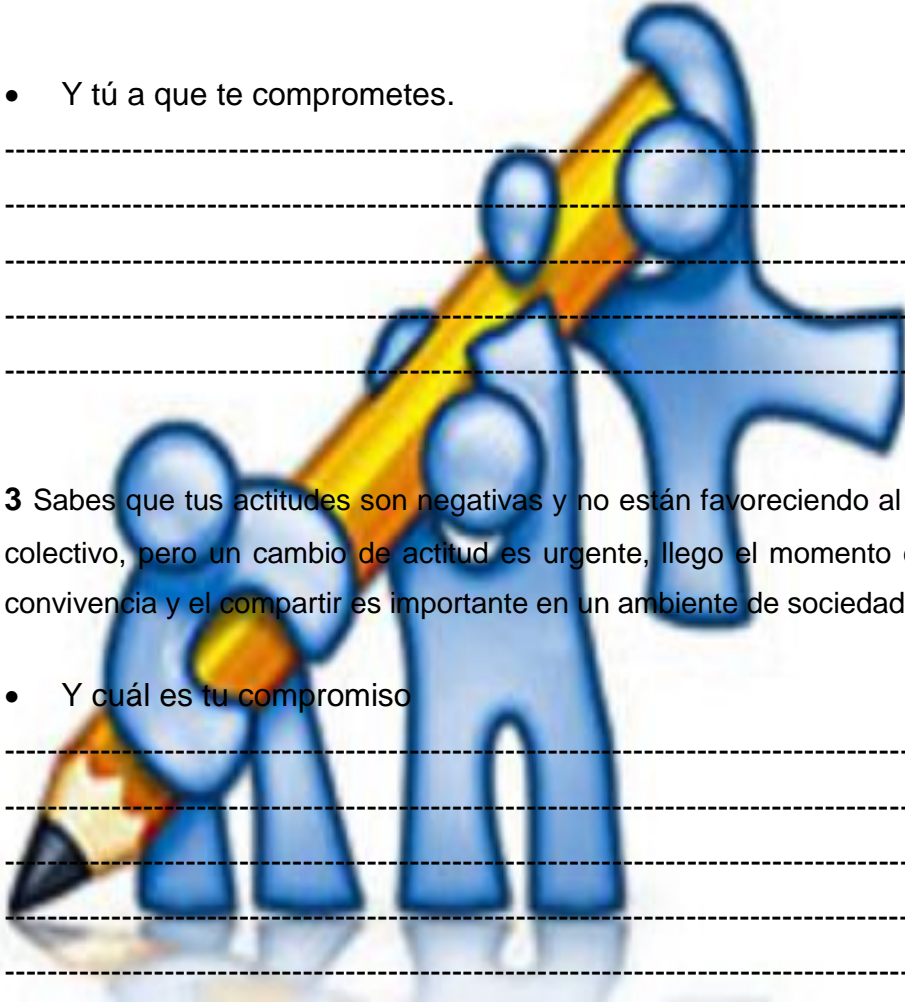 • Y tú a que te comprometes.
------------------------------------------------------------
------------------------------------------------------------
------------------------------------------------------------
------------------------------------------------------------
------------------------------------------------------------
3 Sabes que tus actitudes son negativas y no están favoreciendo al
colectivo, pero un cambio de actitud es urgente, llego el momento
convivencia y el compartir es importante en un ambiente de sociedad
• Y cuál es tu compromiso
------------------------------------------------------------
------------------------------------------------------------
------------------------------------------------------------
------------------------------------------------------------
------------------------------------------------------------